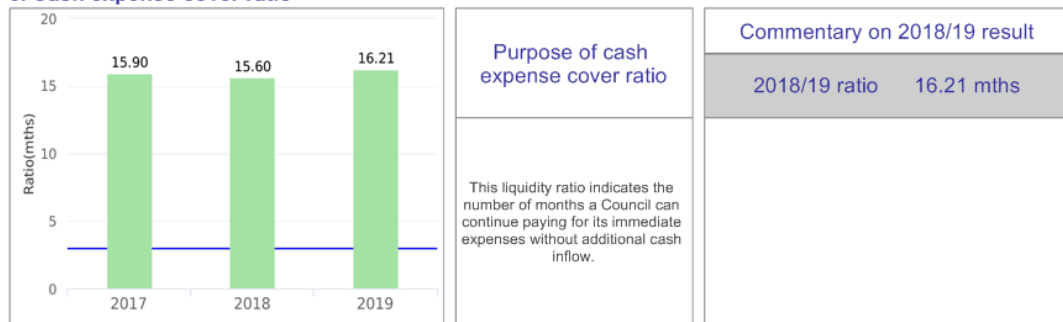 20
15
10
5
0
Ratio(mths)
15.90
15.60
16.21
2017
2018
2019
Purpose of cash
expense cover ratio
This liquidity ratio indicates the
number of months a Council can
continue paying for its immediate
expenses without additional cash
inflow.
Commentary on 2018/19 result
2018/19 ratio 16.21 mths